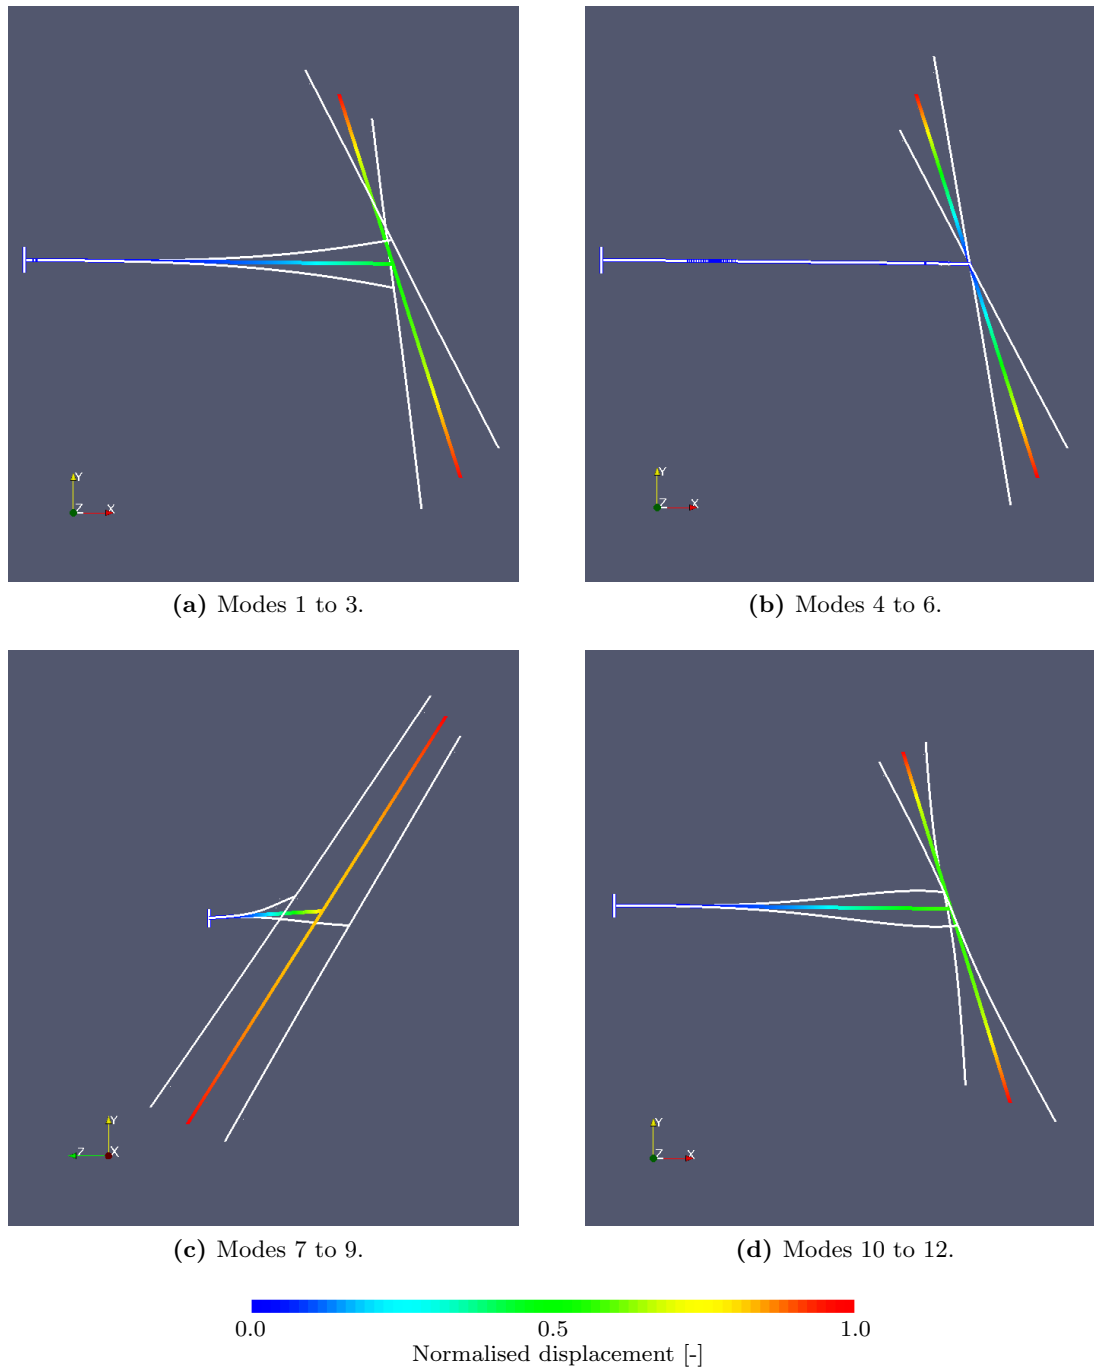 Y
Z X
(a) Modes 1 to 3.
Y
Z X
(b) Modes 4 to 6.
Y
Z X
(c) Modes 7 to 9.
Y
Z X
(d) Modes 10 to 12.
0.0 0.5 1.0
Normalised displacement [-]